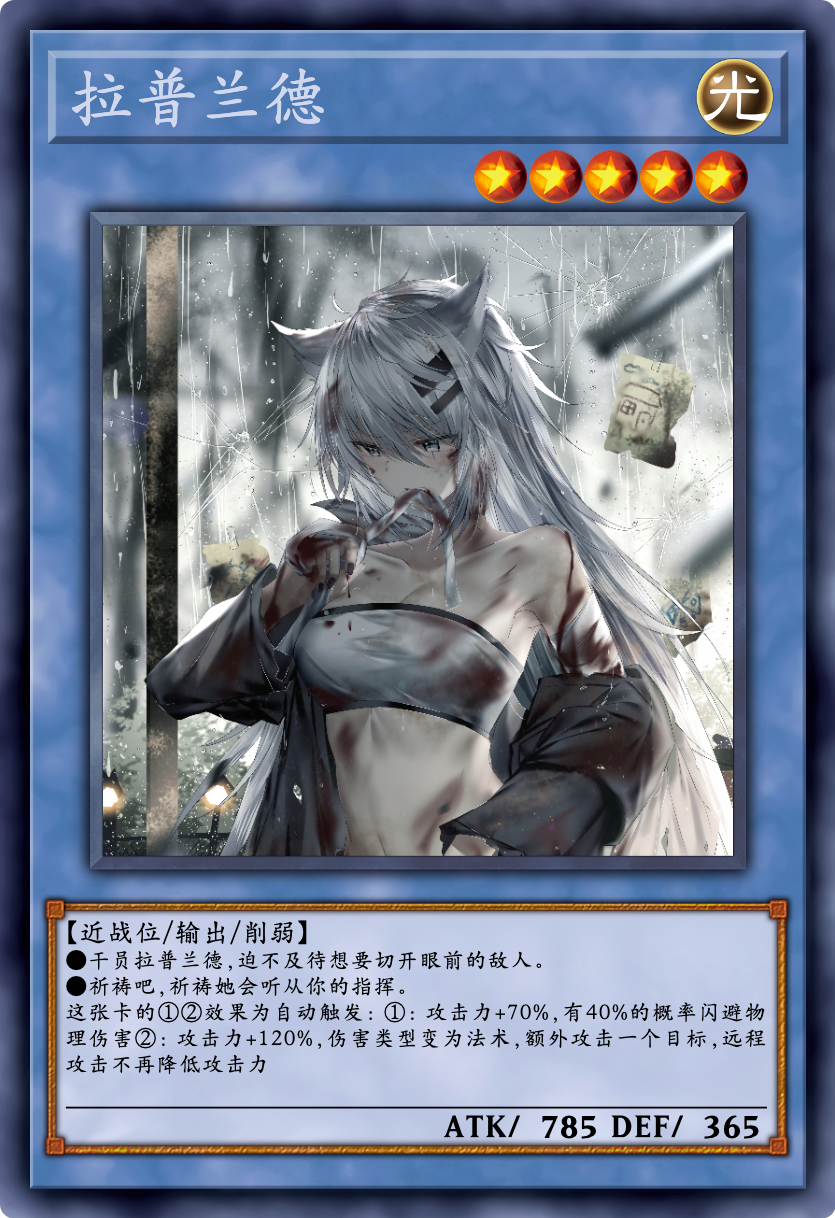 拉普兰德
光
【近战位/输出/削弱】
●干员拉普兰德,迫不及待想要切开眼前的敌人。
●祈祷吧,祈祷她会听从你的指挥。
这张卡的①②效果为自动触发: ①: 攻击力+70%,有40%的概率闪避物
理伤害②: 攻击力+120%,伤害类型变为法术,额外攻击一个目标,远程
攻击不再降低攻击力
ATK/ 785 DEF/ 365